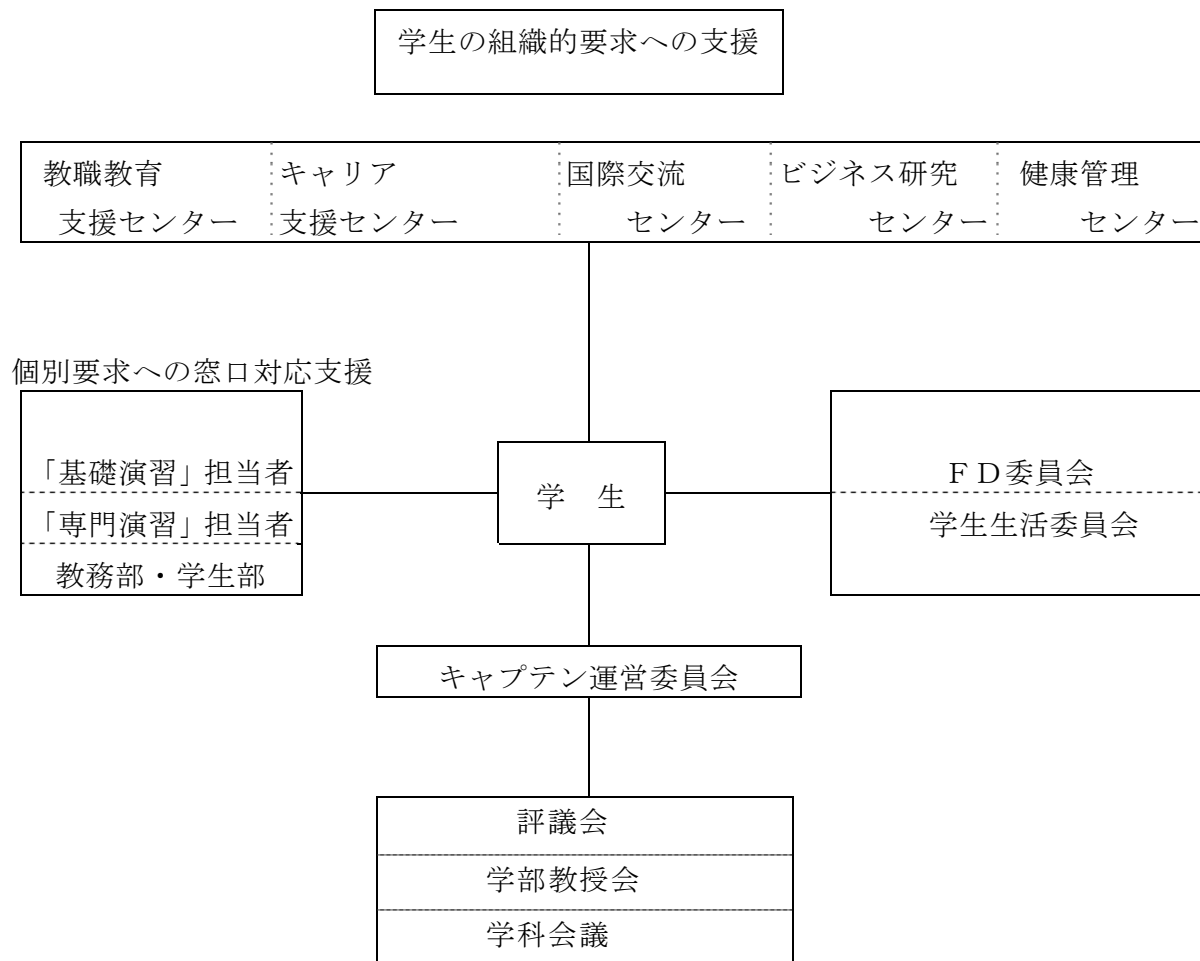 学生の組織的要求への支援
教職教育 キャリア 国際交流 ビジネス研究 健康管理
支援センター 支援センター センター センター センター
個別要求への窓口対応支援
「基礎演習」担当者
「専門演習」担当者
教務部・学生部
学 生
ＦＤ委員会
学生生活委員会
キャプテン運営委員会
評議会
学部教授会
学科会議